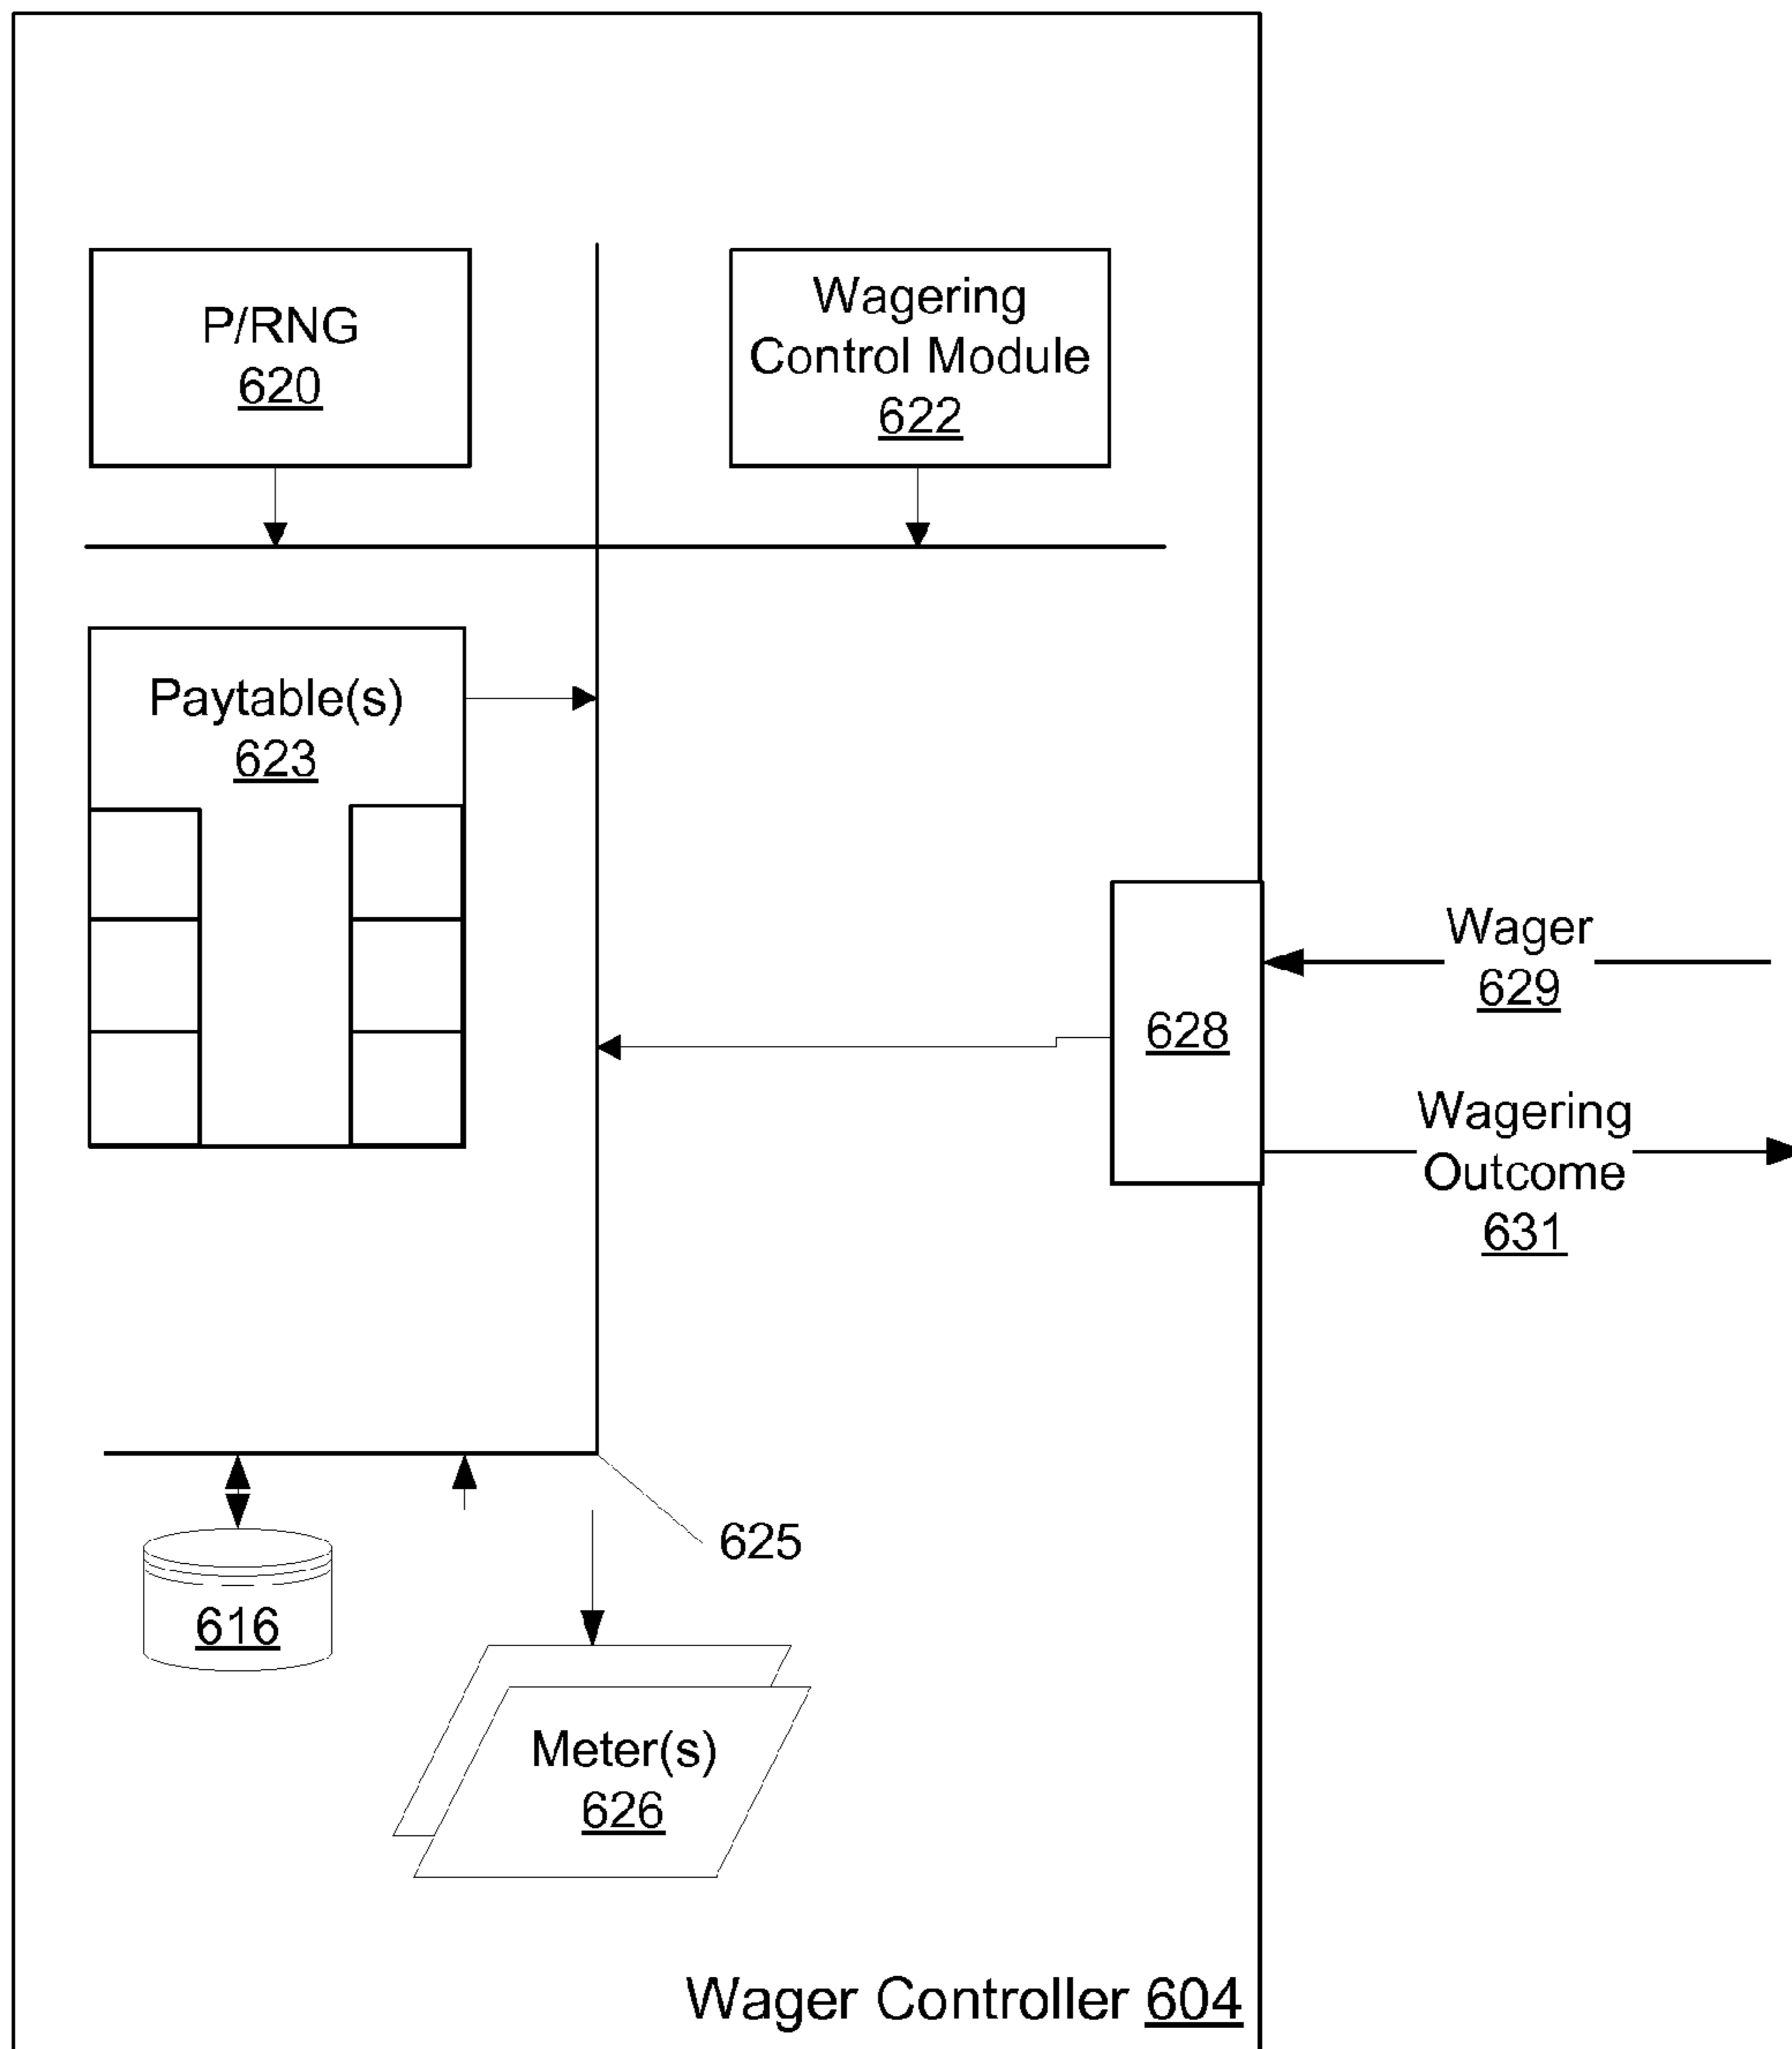 P/RNG
620
Wagering
Control Module
622
Paytable(s)
623
Wager
629
628
Wagering
Outcome
631
625
616
Meter(s)
626
Wager Controller 604